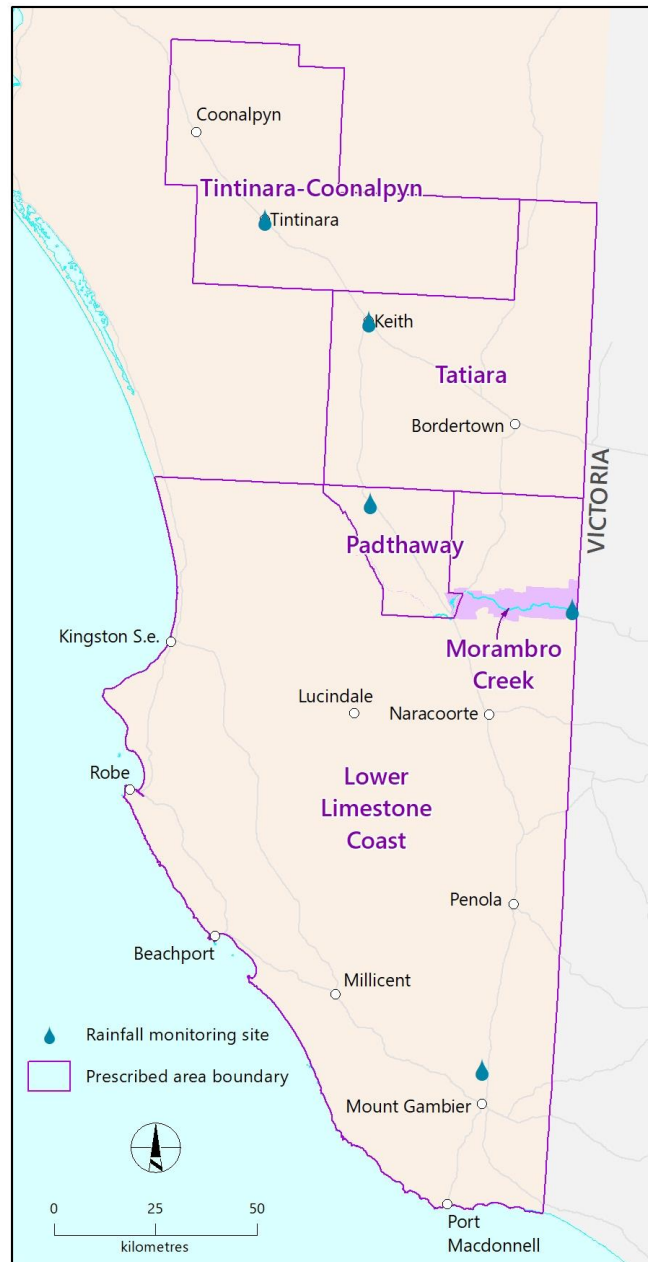 Coonalpyn
Tintinara-Coonalpyn
Tintinara
Keith
Tatiara
Bordertown
VICTORIA
Padthaway
Kingston S.e.
Morambro
Creek
Lucindale
Naracoorte
Robe
Lower
Limestone
Coast
Penola
Beachport
Millicent
Rainfall monitoring site
Prescribed area boundary
Mount Gambier
0 25 50
kilometres
Port
Macdonnell